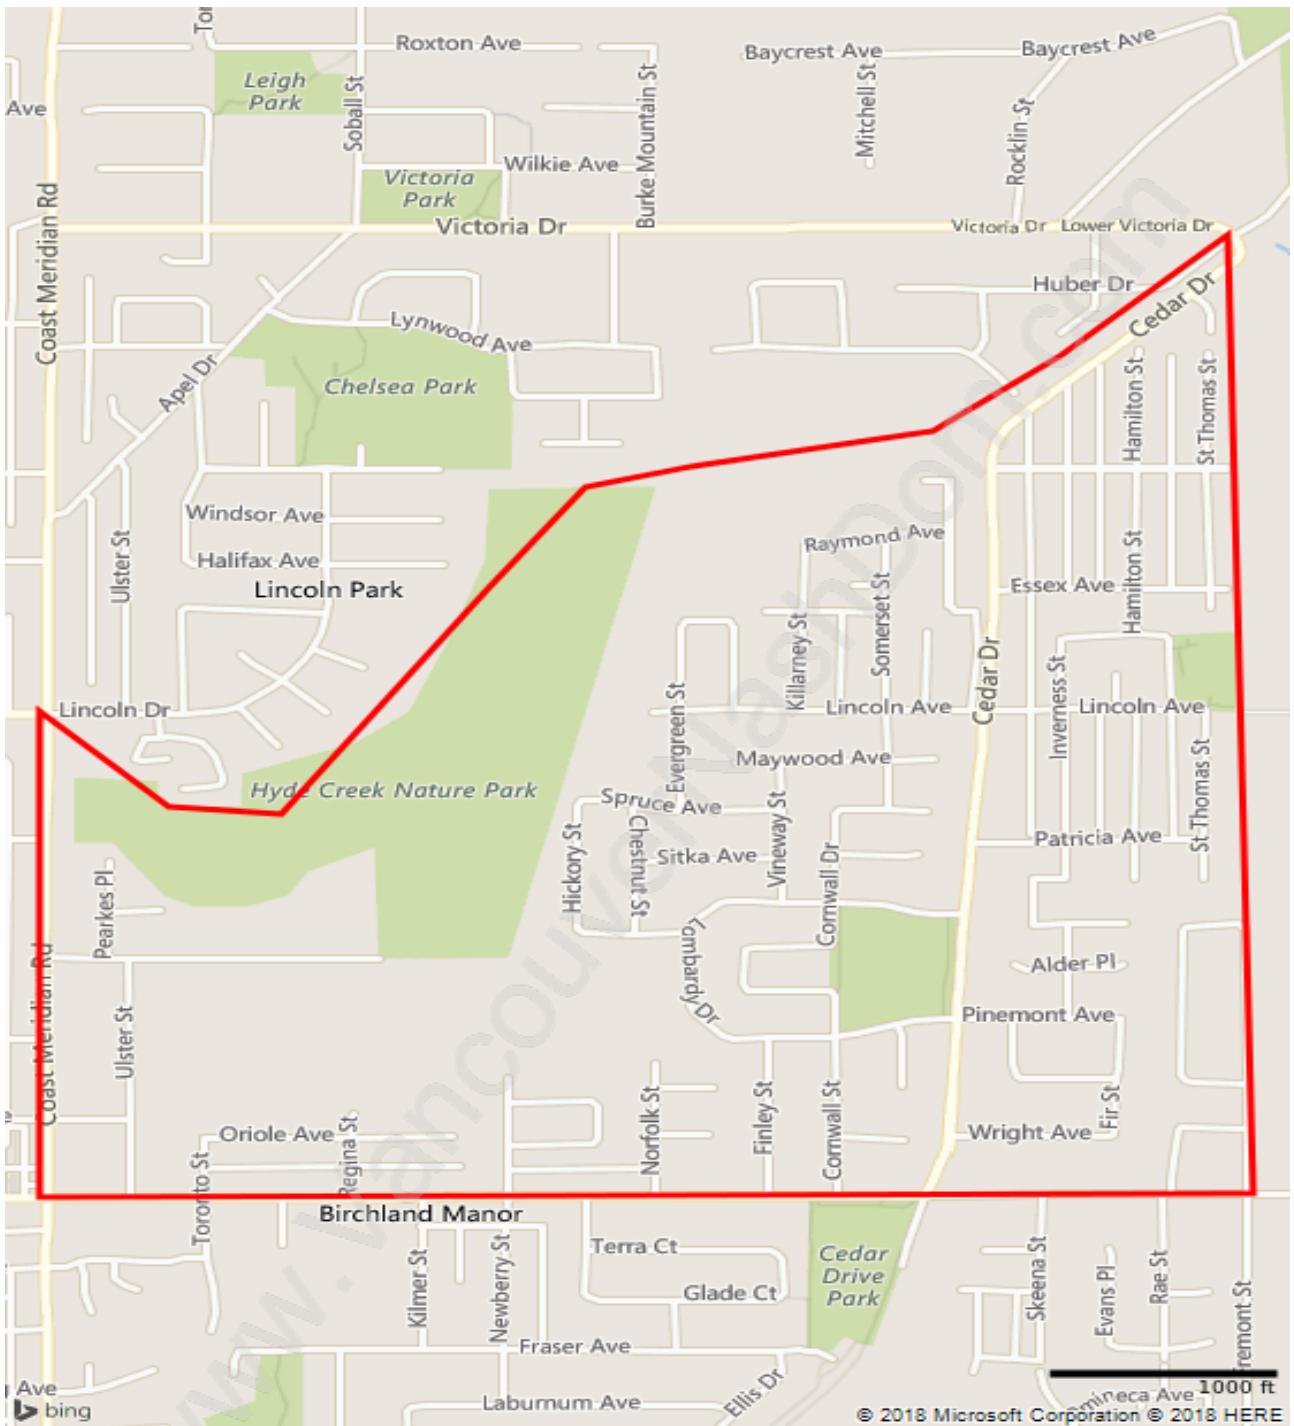 Tor
Roxton Ave
Baycrest Ave
Baycrest Ave
Leigh
Park
Ave
Soball St
Burke Mountain St
Mitchell St
Rocklin St
Wilkie Ave
Victoria
Park
Coast Meridian Rd
Victoria Dr
Victoria Dr
Lower Victoria Dr
Huber Dr
Cedar Dr
Lynwood Ave
Apel Dr
Chelsea Park
Hamilton St
St Thomas St
Windsor Ave
Ulster St
Halifax Ave
Lincoln Park
Raymond Ave
Essex Ave
Hamilton St
Somerset St
Killarney St
Cedar Dr
Inverness St
Evergreen St
Lincoln Dr
Lincoln Ave
Lincoln Ave
Maywood Ave
St Thomas St
Hyde Creek Nature Park
Spruce Ave
Vineway St
Chestnut St
Hickory St
Patricia Ave
Sitka Ave
Cornwall Dr
Pearkes Pl
Lombardy Dr
Alder Pl
Coast Meridian Rd
Ulster St
Pinemont Ave
Norfolk St
Finley St
Cornwall St
Fir St
Oriole Ave
Regina St
Wright Ave
Toronto St
Birchland Manor
Terra Ct
Cedar
Drive
Park
Glade Ct
Kilmer St
Newberry St
Skeena St
Evans Pl
Rae St
remont St
Fraser Ave
Ellis Dr
Laburnum Ave
Ave
bing
1000 ft
omineca Ave
© 2018 Microsoft Corporation © 2018 HERE
www.VancouverNashDom.com